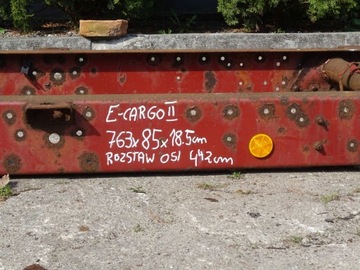 E-CARGO II
763x85x18.5cm
ROZSTAW OSI 442cm